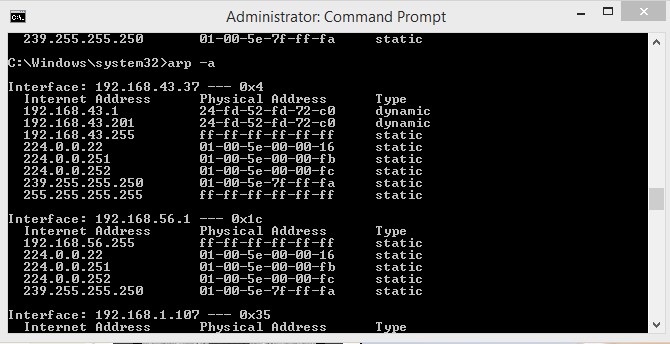 Administrator: Command Prompt
239.255.255.250 01-00-5e-7f-ff-fa static
C:\Windows\system32>arp -a
Interface: 192.168.43.37 --- 0x4
Internet Address Physical Address Type
192.168.43.1 24-fd-52-fd-72-c0 dynamic
192.168.43.201 24-fd-52-fd-72-c0 dynamic
192.168.43.255 ff-ff-ff-ff-ff-ff static
224.0.0.22 01-00-5e-00-00-16 static
224.0.0.251 01-00-5e-00-00-fb static
224.0.0.252 01-00-5e-00-00-fc static
239.255.255.250 01-00-5e-7f-ff-fa static
255.255.255.255 ff-ff-ff-ff-ff-ff static
Interface: 192.168.56.1 --- 0x1c
Internet Address Physical Address Type
192.168.56.255 ff-ff-ff-ff-ff-ff static
224.0.0.22 01-00-5e-00-00-16 static
224.0.0.251 01-00-5e-00-00-fb static
224.0.0.252 01-00-5e-00-00-fc static
239.255.255.250 01-00-5e-7f-ff-fa static
Interface: 192.168.1.107 --- 0x35
Internet Address Physical Address Type